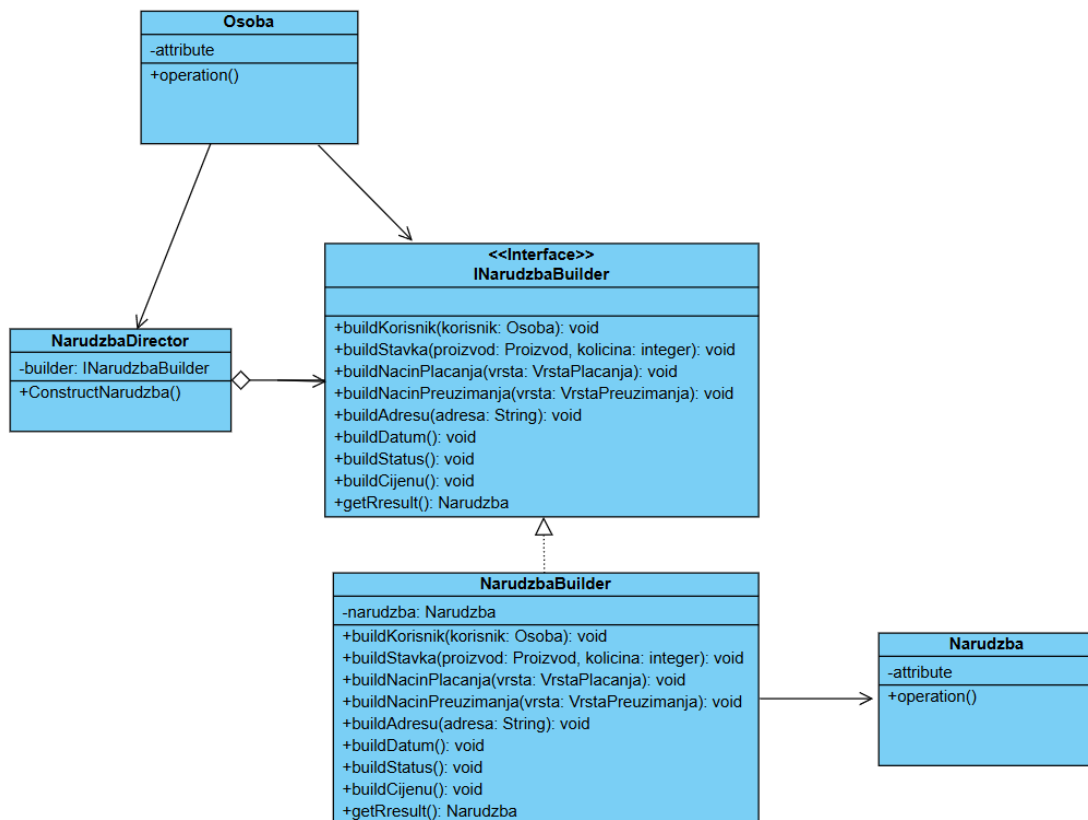 Osoba
-attribute
+operation()
<<Interface>>
INarudzbaBuilder
+buildKorisnik(korisnik: Osoba): void
+buildStavka(proizvod: Proizvod, kolicina: integer): void
+buildNacinPlacanja(vrsta: VrstaPlacanja): void
+buildNacinPreuzimanja(vrsta: VrstaPreuzimanja): void
+buildAdresu(adresa: String): void
+buildDatum(): void
+buildStatus(): void
+buildCijenu(): void
+getRresult(): Narudzba
NarudzbaDirector
-builder: INarudzbaBuilder
+ConstructNarudzba()
NarudzbaBuilder
-narudzba: Narudzba
+buildKorisnik(korisnik: Osoba): void
+buildStavka(proizvod: Proizvod, kolicina: integer): void
+buildNacinPlacanja(vrsta: VrstaPlacanja): void
+buildNacinPreuzimanja(vrsta: VrstaPreuzimanja): void
+buildAdresu(adresa: String): void
+buildDatum(): void
+buildStatus(): void
+buildCijenu(): void
+getRresult(): Narudzba
Narudzba
-attribute
+operation()